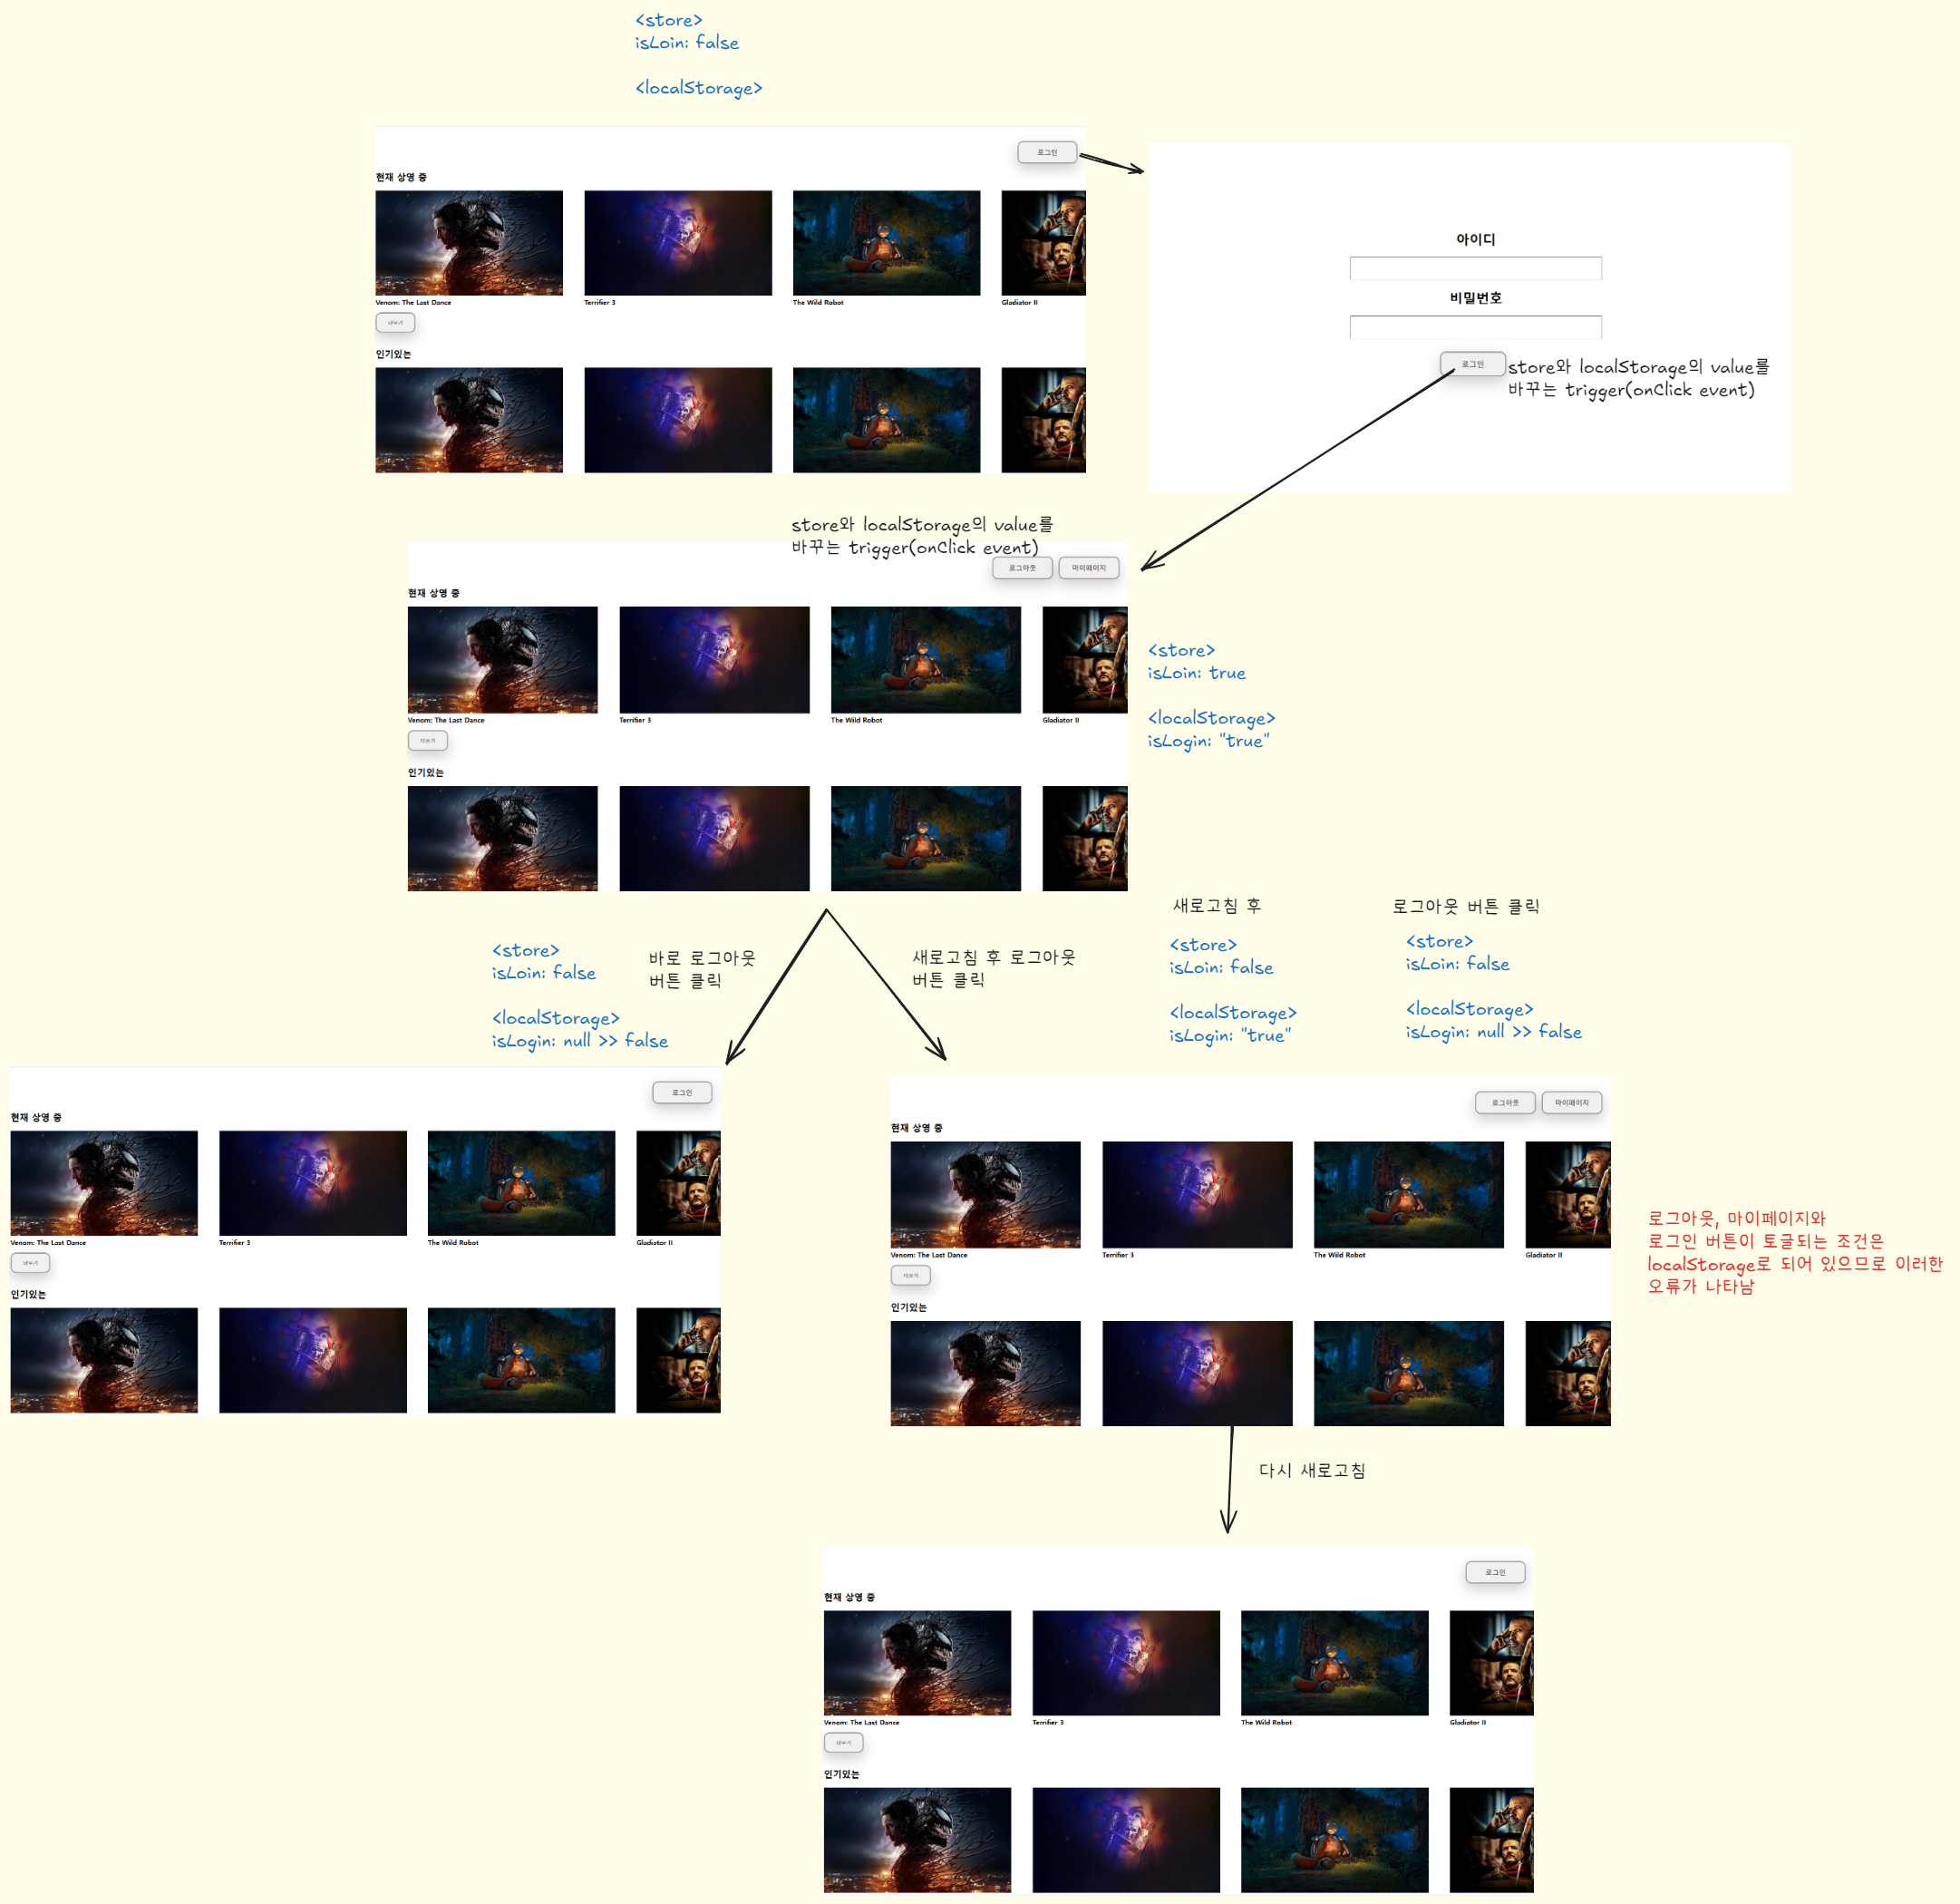 <store>
isLoin: false
<localStorage>
로그인
현재 상영 중
Venom: The Last Dance
Terrifier 3
The Wild Robot
Gladiator II
더보기
인기있는
아이디
비밀번호
로그인
store와 localStorage의 value를
바꾸는 trigger(onClick event)
store와 localStorage의 value를
바꾸는 trigger(onClick event)
로그아웃
마이페이지
현재 상영 중
Venom: The Last Dance
Terrifier 3
The Wild Robot
Gladiator II
더보기
인기있는
<store>
isLoin: true
<localStorage>
isLogin: "true"
<store>
isLoin: false
<localStorage>
isLogin: null >> false
바로 로그아웃
버튼 클릭
새로고침 후 로그아웃
버튼 클릭
새로고침 후
<store>
isLoin: false
<localStorage>
isLogin: "true"
로그아웃 버튼 클릭
<store>
isLoin: false
<localStorage>
isLogin: null >> false
로그인
현재 상영 중
Venom: The Last Dance
Terrifier 3
The Wild Robot
Gladiator II
더보기
인기있는
로그아웃
마이페이지
현재 상영 중
Venom: The Last Dance
Terrifier 3
The Wild Robot
Gladiator II
더보기
인기있는
로그아웃, 마이페이지와
로그인 버튼이 토글되는 조건은
localStorage로 되어 있으므로 이러한
오류가 나타남
다시 새로고침
로그인
현재 상영 중
Venom: The Last Dance
Terrifier 3
The Wild Robot
Gladiator II
더보기
인기있는